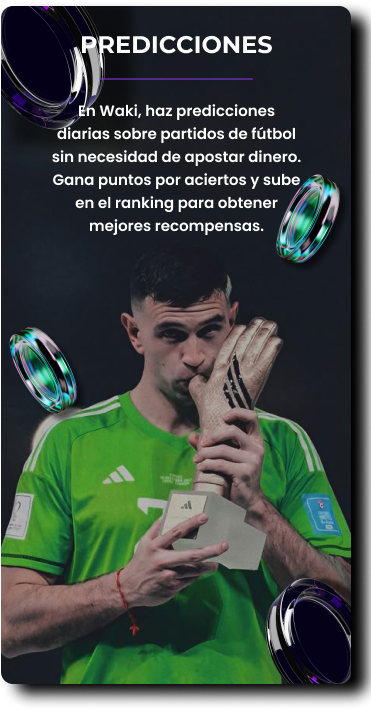 PREDICCIONES
En Waki, haz predicciones
diarias sobre partidos de fútbol
sin necesidad de apostar dinero.
Gana puntos por aciertos y sube
en el ranking para obtener
mejores recompensas.